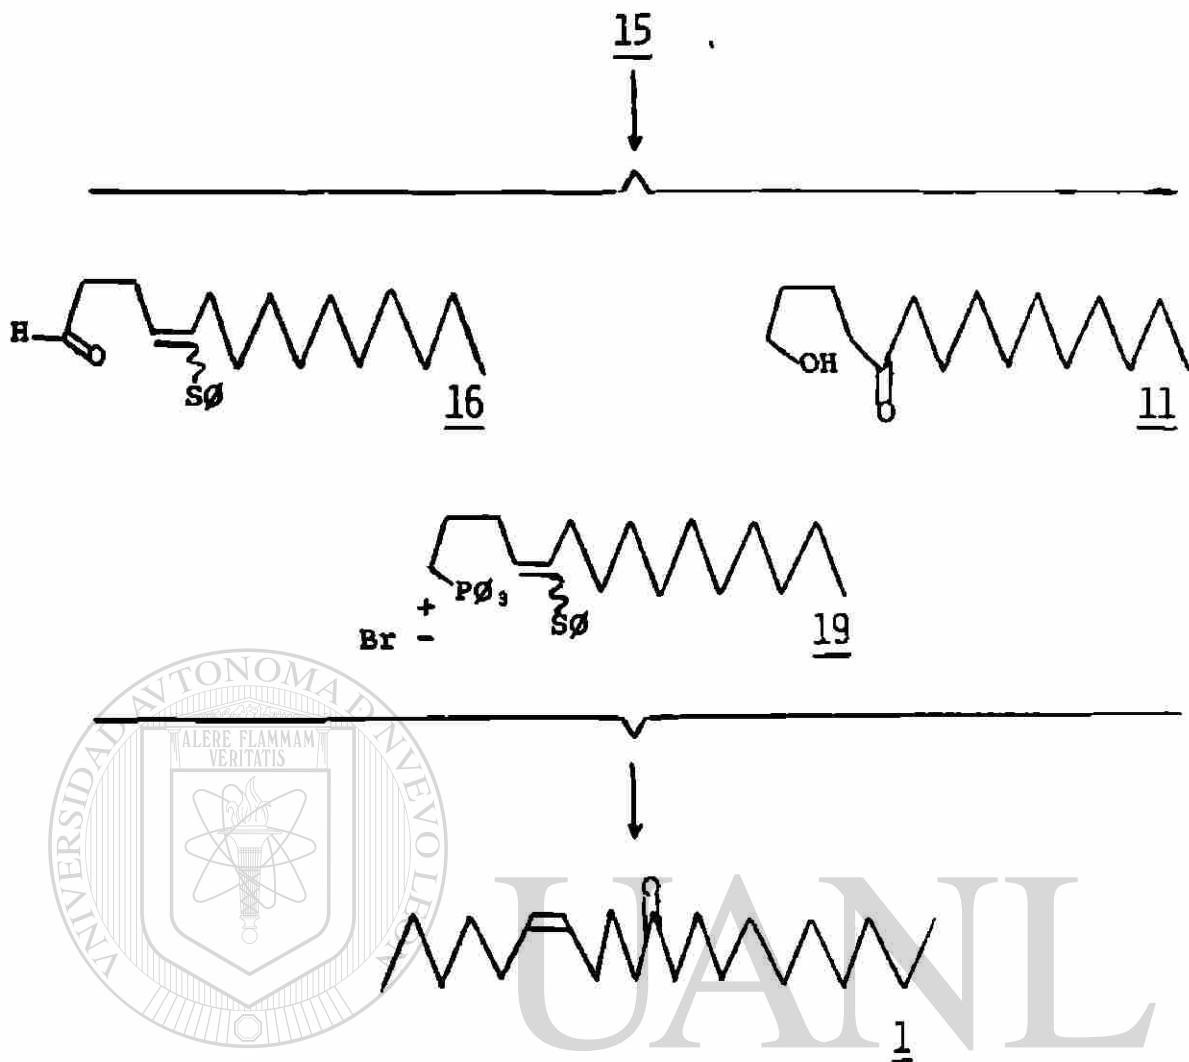 15
H
O
SØ
16
OH
O
11
PØ₃
+
Br -
SØ
19
UNIVERSIDAD AUTONOMA DE NUEVO LEON
ALERE FLAMMAM
VERITATIS
UANL
O
1